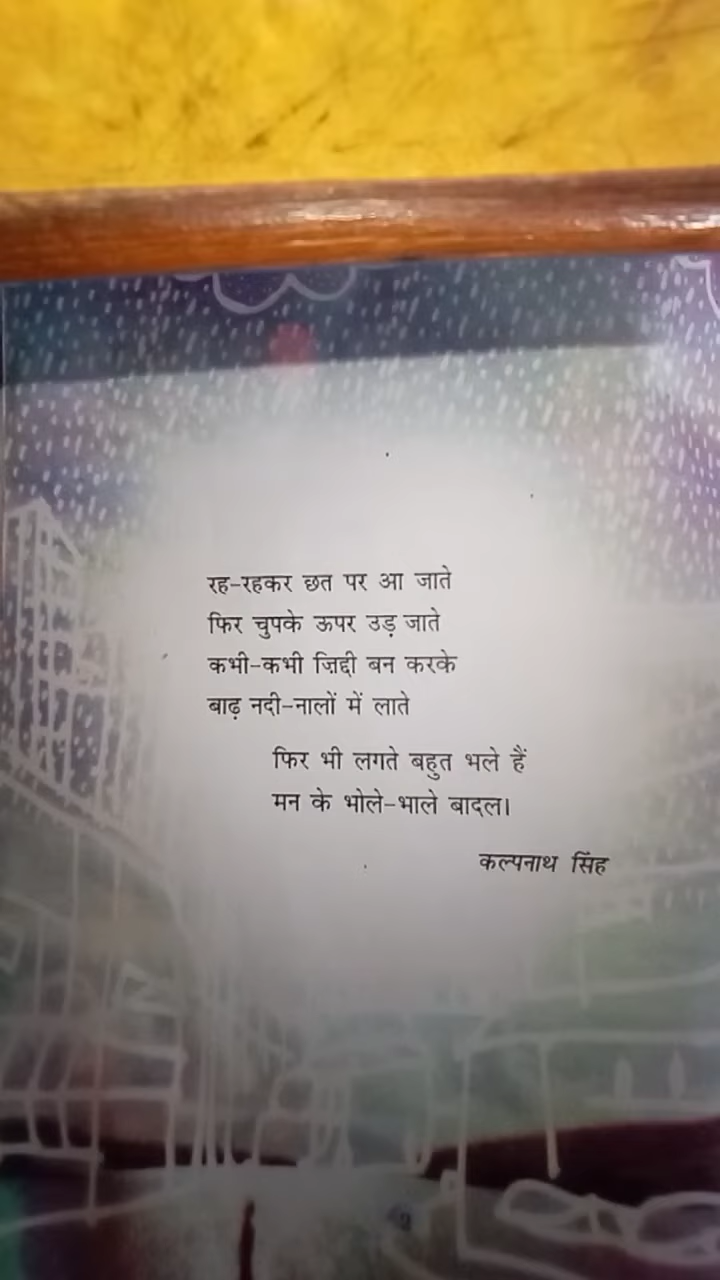 रह-रहकर छत पर आ जाते
फिर चुपके ऊपर उड़ जाते
कभी-कभी ज़िद्दी बन करके
बाढ़ नदी-नालों में लाते
फिर भी लगते बहुत भले हैं
मन के भोले-भाले बादल।
कल्पनाथ सिंह